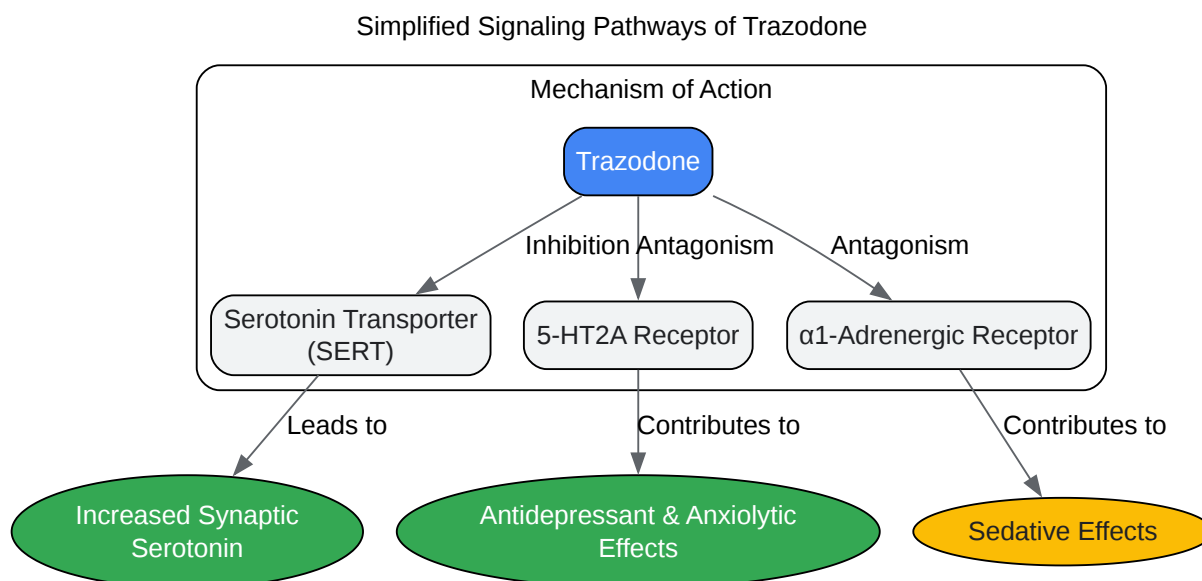 Simplified Signaling Pathways of Trazodone
Mechanism of Action
Trazodone
Inhibition
Antagonism
Antagonism
Serotonin Transporter
(SERT)
5-HT2A Receptor
α1-Adrenergic Receptor
Leads to
Contributes to
Contributes to
Increased Synaptic
Serotonin
Antidepressant & Anxiolytic
Effects
Sedative Effects